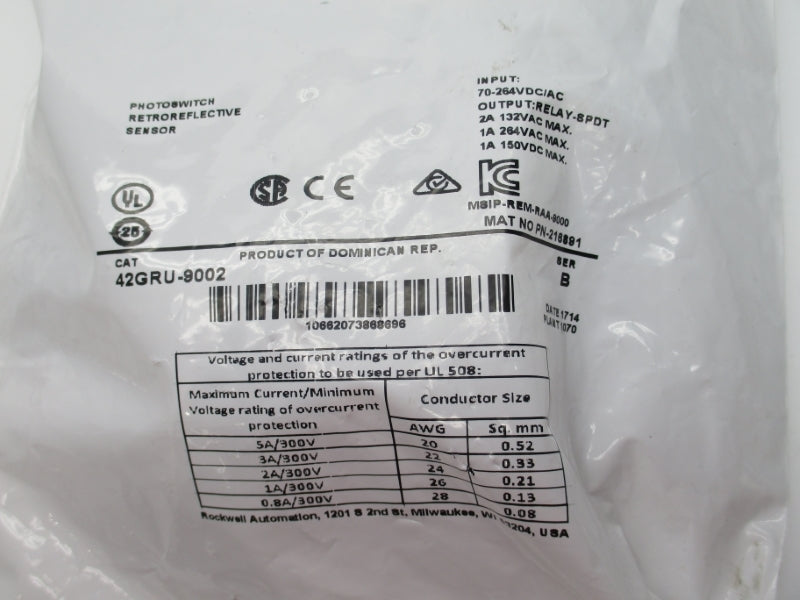 PHOTOSWITCH
RETROREFLECTIVE
SENSOR
INPUT:
70-264VDC/AC
OUTPUT:RELAY-SPDT
2A 132VAC MAX.
1A 264VAC MAX.
1A 150VDC MAX.
UL
25
CE
MSIP-REM-RAA-9000
MAT NO PN-218891
PRODUCT OF DOMINICAN REP.
CAT
42GRU-9002
SER
B
10662073868696
DATE 1714
PLANT 1070
Voltage and current ratings of the overcurrent
protection to be used per UL 508:
Maximum Current/Minimum
Voltage rating of overcurrent
protection
Conductor Size
AWG Sq. mm
5A/300V 20 0.52
3A/300V 22 0.33
2A/300V 24 0.21
1A/300V 26 0.13
0.8A/300V 28 0.08
Rockwell Automation, 1201 S 2nd St, Milwaukee, 53204, USA